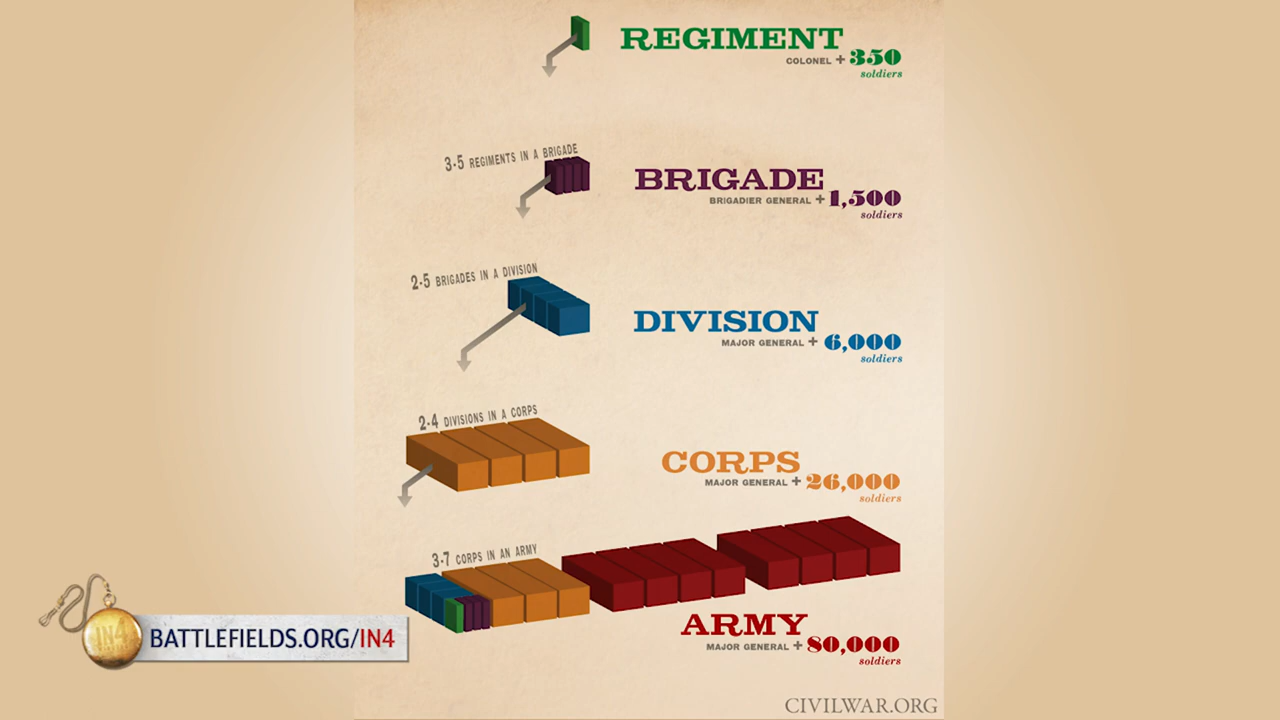 REGIMENT
COLONEL + 350
soldiers
3-5 REGIMENTS IN A BRIGADE
BRIGADE
BRIGADIER GENERAL + 1,500
soldiers
2-5 BRIGADES IN A DIVISION
DIVISION
MAJOR GENERAL + 6,000
soldiers
2-4 DIVISIONS IN A CORPS
CORPS
MAJOR GENERAL + 26,000
soldiers
3-7 CORPS IN AN ARMY
ARMY
MAJOR GENERAL + 80,000
soldiers
IN4
BATTLEFIELDS.ORG/IN4
CIVILWAR.ORG